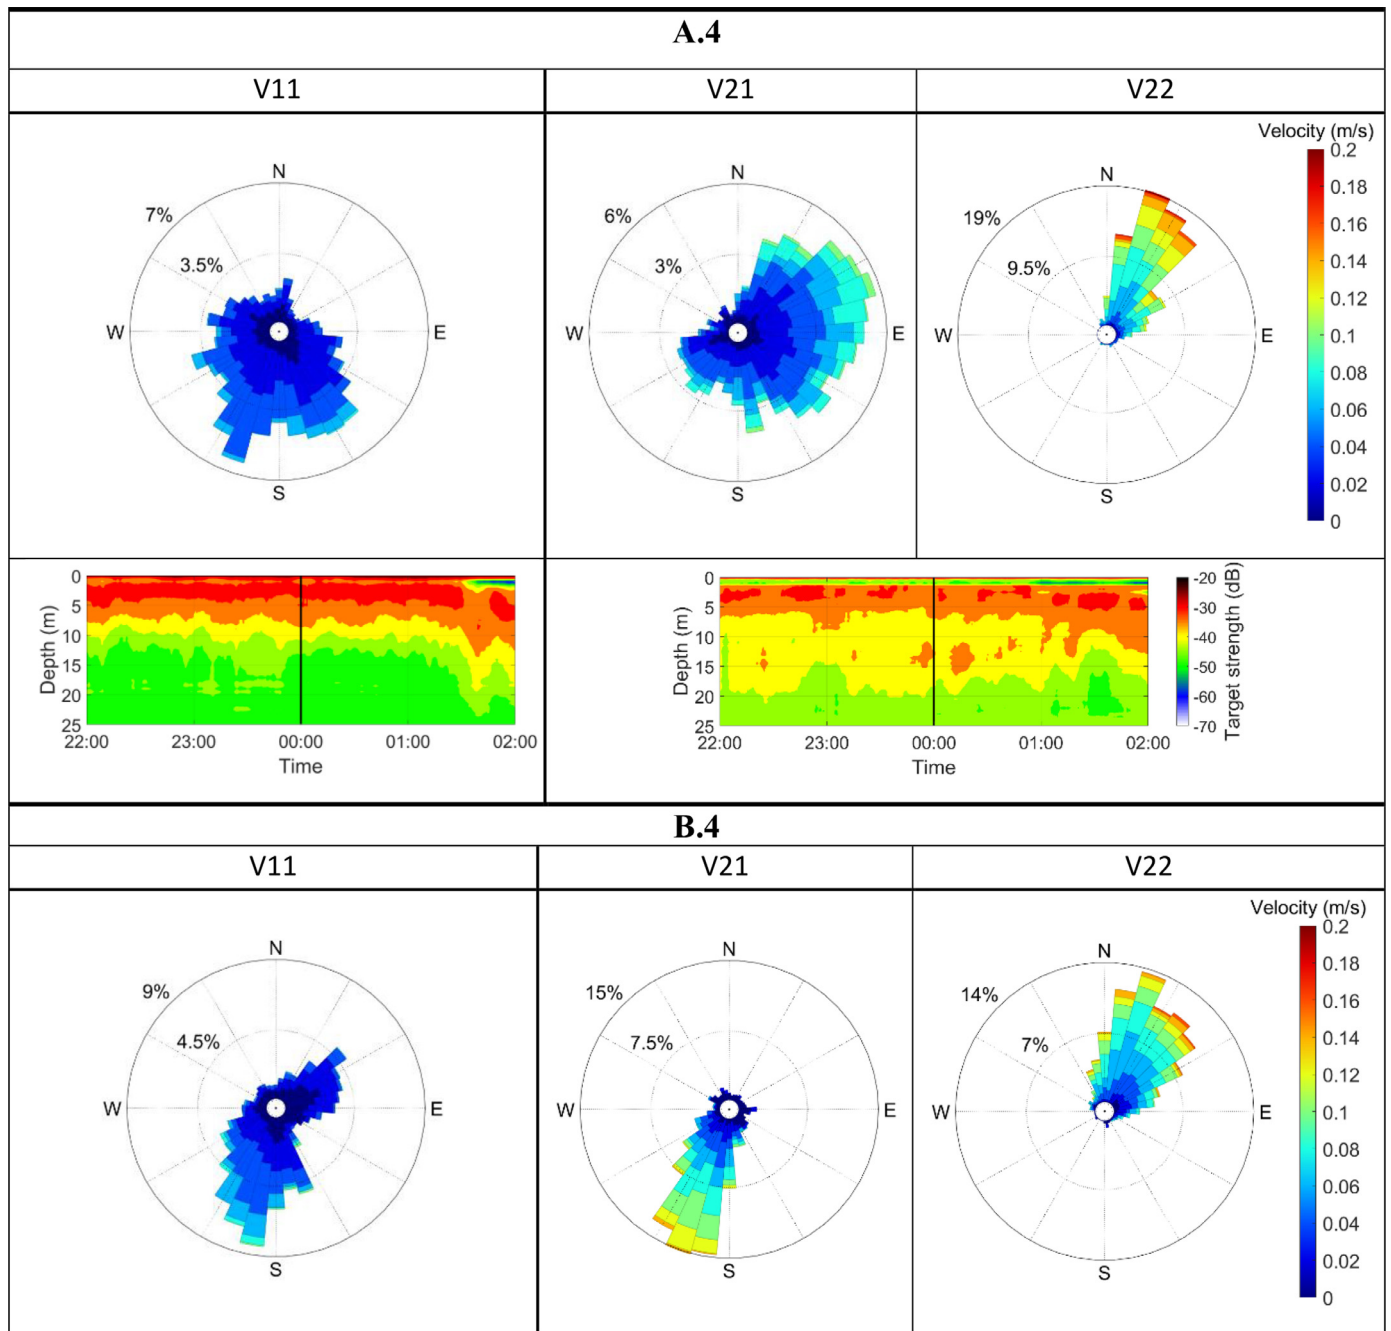 A.4
V11 V21 V22
N
7%
3.5%
W E
S
N
6%
3%
W E
S
Velocity (m/s)
N
19%
9.5%
W E
S
0.2
0.18
0.16
0.14
0.12
0.1
0.08
0.06
0.04
0.02
0
Depth (m)
0
5
10
15
20
25
22:00 23:00 00:00 01:00 02:00
Time
Depth (m)
0
5
10
15
20
25
22:00 23:00 00:00 01:00 02:00
Time
-20
-30
-40
-50
-60
-70
Target strength (dB)
B.4
V11 V21 V22
N
9%
4.5%
W E
S
N
15%
7.5%
W E
S
Velocity (m/s)
N
14%
7%
W E
S
0.2
0.18
0.16
0.14
0.12
0.1
0.08
0.06
0.04
0.02
0